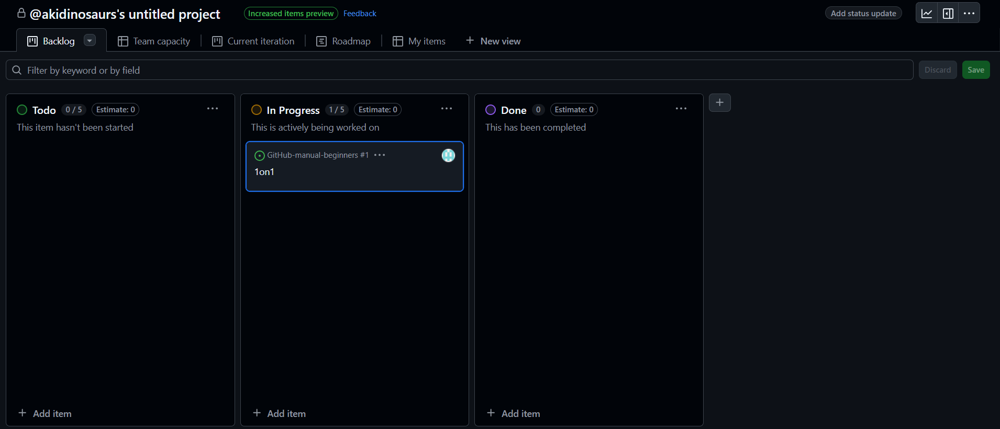 @akidinosaurs's untitled project
Increased items preview
Feedback
Add status update
Backlog
Team capacity
Current iteration
Roadmap
My items
New view
Filter by keyword or by field
Discard
Save
Todo 0 / 5 Estimate: 0
This item hasn't been started
Add item
In Progress 1 / 5 Estimate: 0
This is actively being worked on
GitHub-manual-beginners #1
1on1
Add item
Done 0 Estimate: 0
This has been completed
Add item